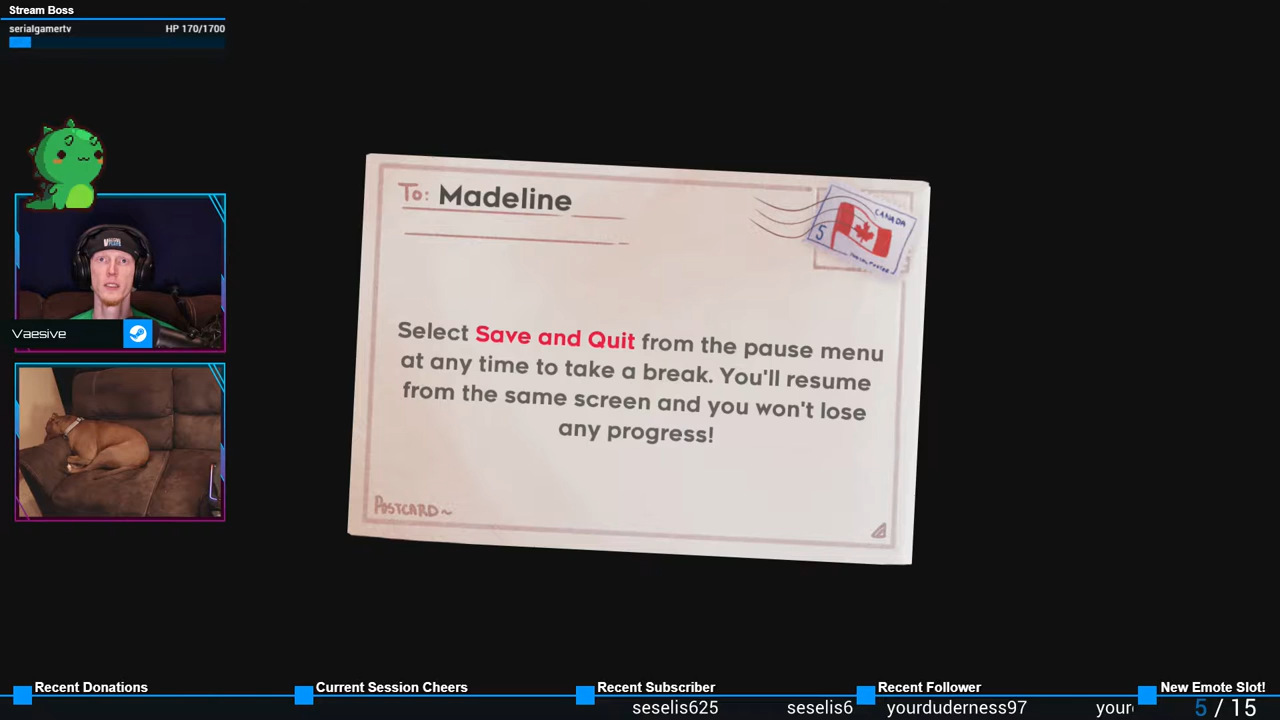 Stream Boss
serialgamertv HP 170/1700
To: Madeline
CANADA
5
Select Save and Quit from the pause menu
at any time to take a break. You'll resume
from the same screen and you won't lose
any progress!
POSTCARD~
Vaesive
Recent Donations
Current Session Cheers
Recent Subscriber
seselis625 seselis6
Recent Follower
yourduderness97 your
New Emote Slot!
5 / 15